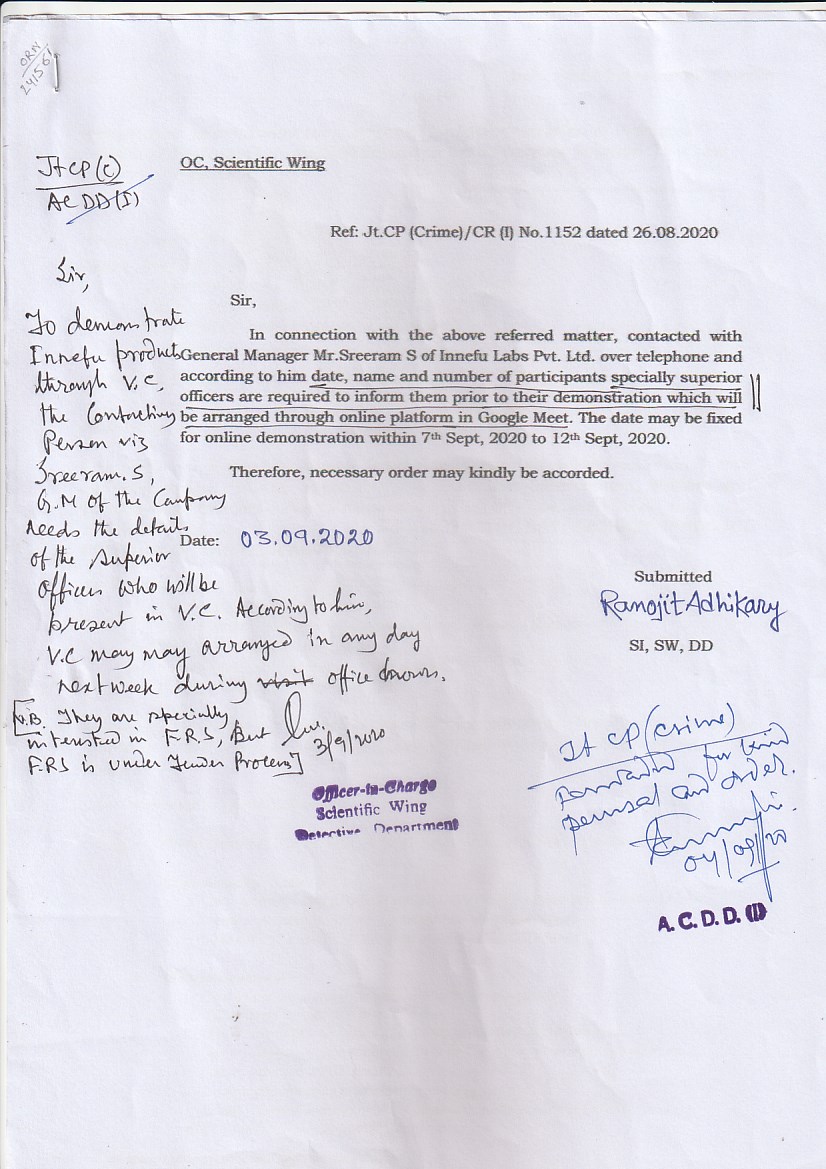 ORN
241561
Jt CP (C)
AC DD (I)
OC, Scientific Wing
Ref: Jt.CP (Crime)/CR (I) No.1152 dated 26.08.2020
Sir,
In connection with the above referred matter, contacted with
General Manager Mr.Sreeram S of Innefu Labs Pvt. Ltd. over telephone and
according to him date, name and number of participants specially superior
officers are required to inform them prior to their demonstration which will
be arranged through online platform in Google Meet. The date may be fixed
for online demonstration within 7th Sept, 2020 to 12th Sept, 2020.
Therefore, necessary order may kindly be accorded.
Date: 03.09.2020
Submitted
Ranojit Adhikary
SI, SW, DD
Sir,
To demonstrate
Innefu products
through V.C,
the Contacting
Person viz
Sreeram. S,
G.M of the Company
needs the details
of the superior
officers who will be
present in V.C. According to him,
V.C may may arranged in any day
next week during visit office hours.
[N.B. They are specially
interested in F.R.S, But
F.R.S is under Tender Process]
3/9/2020
Officer-in-Charge
Scientific Wing
Detective Department
Jt CP (Crime)
Forwarded for kind
perusal and order.
04/09/20
A.C.D.D. (I)